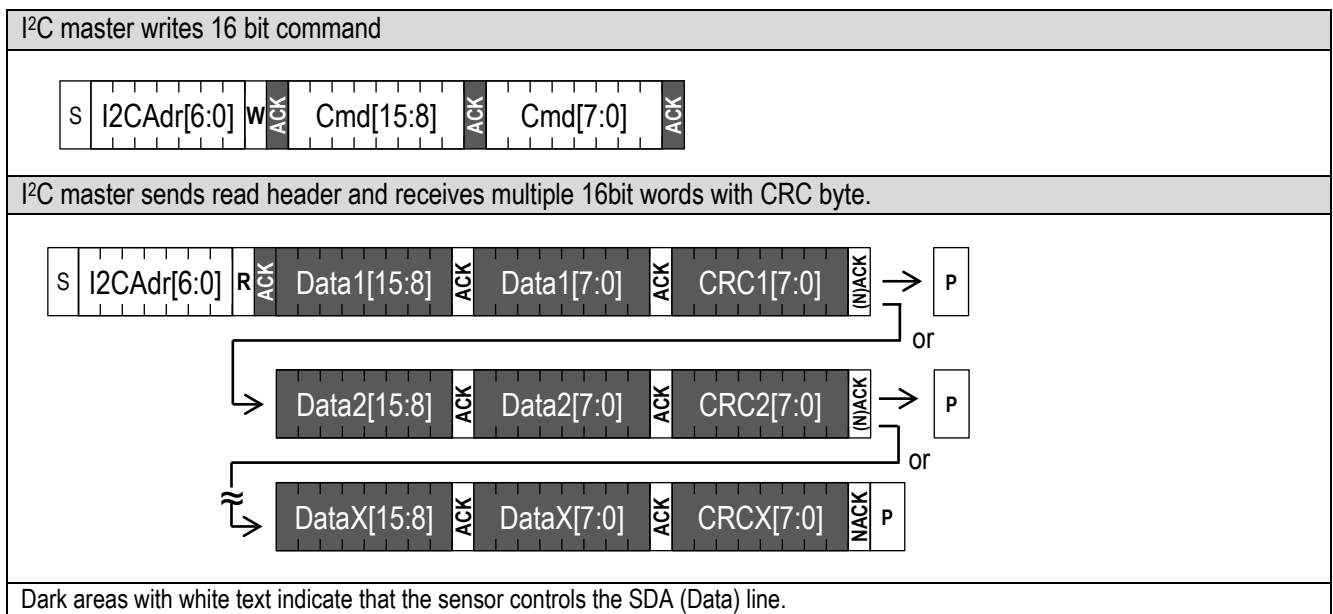 I²C master writes 16 bit command
S I2CAdr[6:0] W ACK Cmd[15:8] ACK Cmd[7:0] ACK
I²C master sends read header and receives multiple 16bit words with CRC byte.
S I2CAdr[6:0] R ACK Data1[15:8] ACK Data1[7:0] ACK CRC1[7:0] (N)ACK P
or
Data2[15:8] ACK Data2[7:0] ACK CRC2[7:0] (N)ACK P
or
≈
DataX[15:8] ACK DataX[7:0] ACK CRCX[7:0] NACK P
Dark areas with white text indicate that the sensor controls the SDA (Data) line.